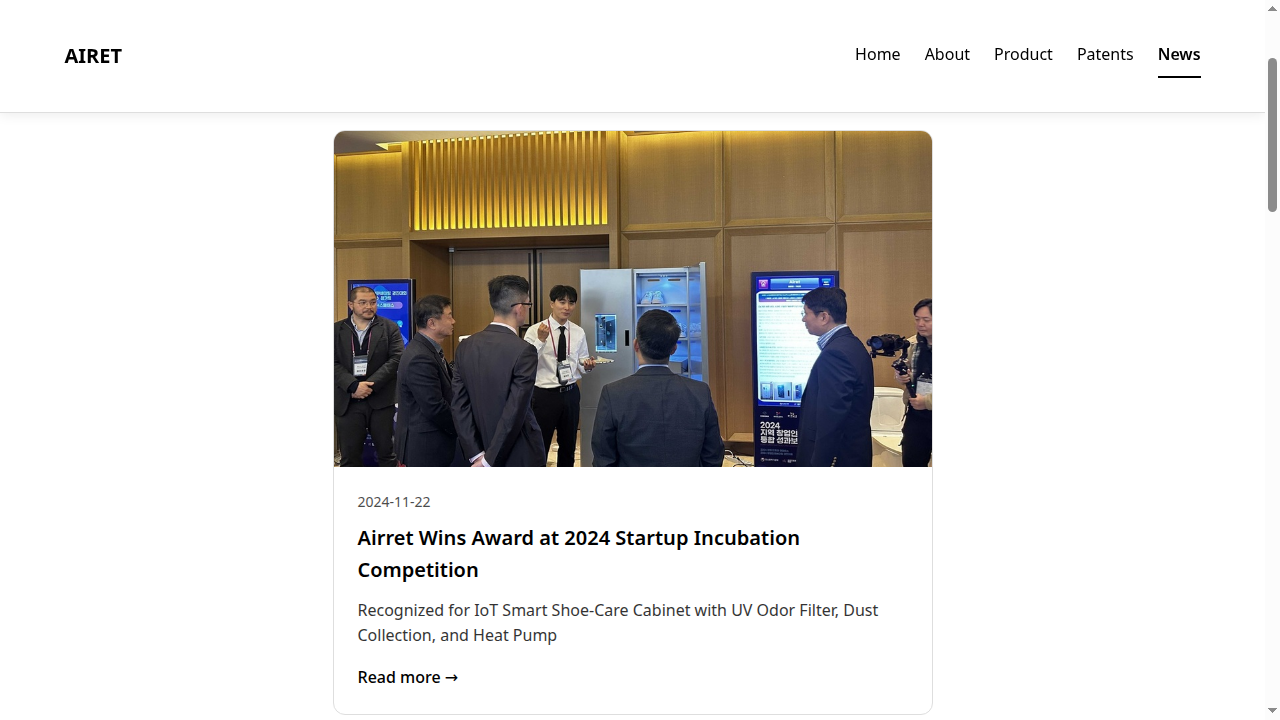 AIRET
Home
About
Product
Patents
News
2024
지역 창업인
통합 성과보
2024-11-22
Airret Wins Award at 2024 Startup Incubation
Competition
Recognized for IoT Smart Shoe-Care Cabinet with UV Odor Filter, Dust
Collection, and Heat Pump
Read more →